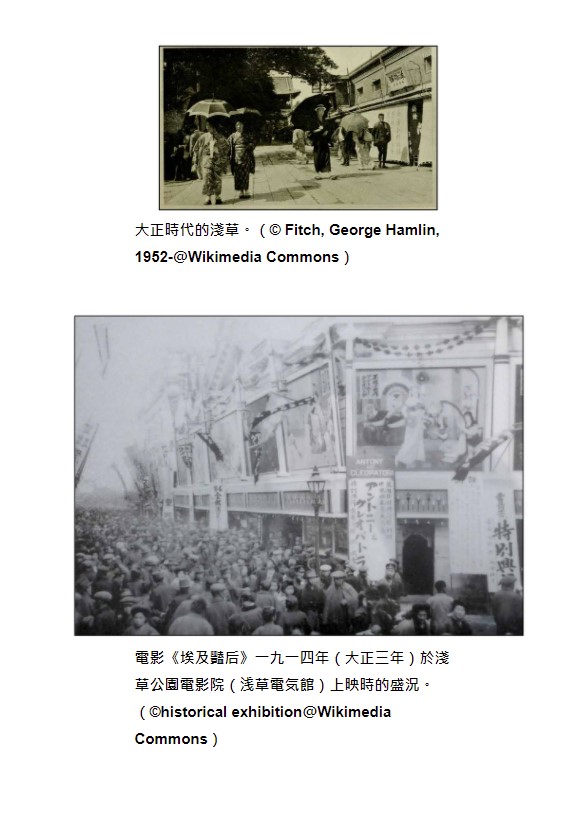 大正時代的淺草。（© Fitch, George Hamlin,
1952-@Wikimedia Commons）
ANTONY
CLEOPATRA
アントニーと
クレオパトラ
特別興
電影《埃及豔后》一九一四年（大正三年）於淺
草公園電影院（浅草電気館）上映時的盛況。
（©historical exhibition@Wikimedia
Commons）